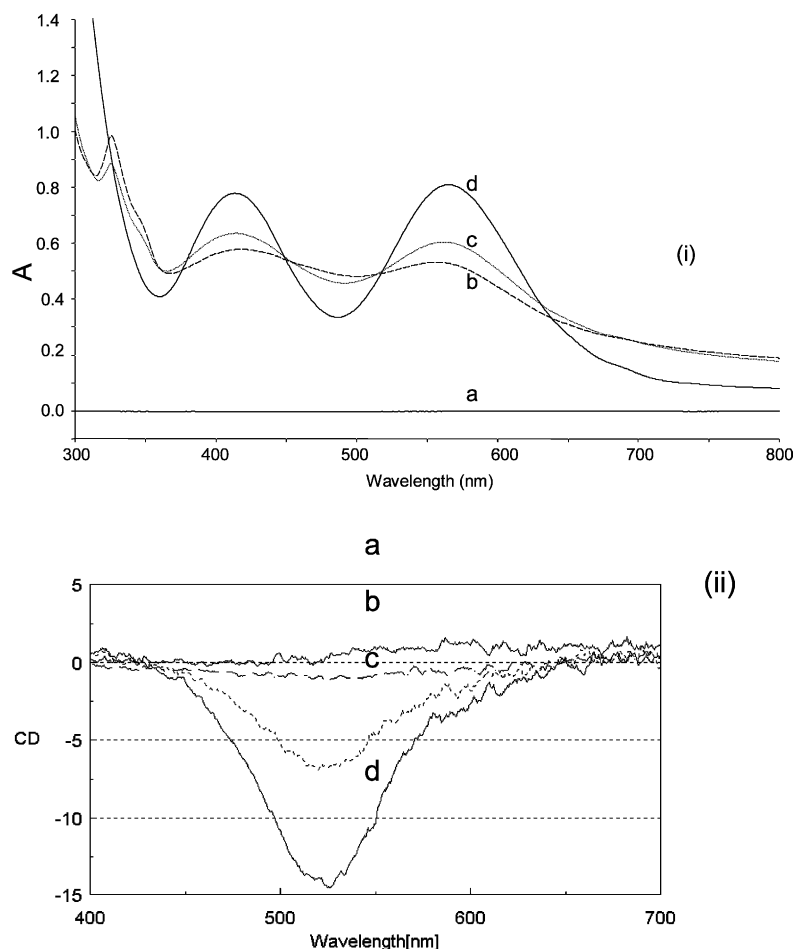 1.4
1.2
1.0
0.8
0.6
0.4
0.2
0.0
A
d
c
b
a
(i)
300 400 500 600 700 800
Wavelength (nm)
a
(ii)
5
0
-5
-10
-15
CD
b
c
d
400 500 600 700
Wavelength[nm]